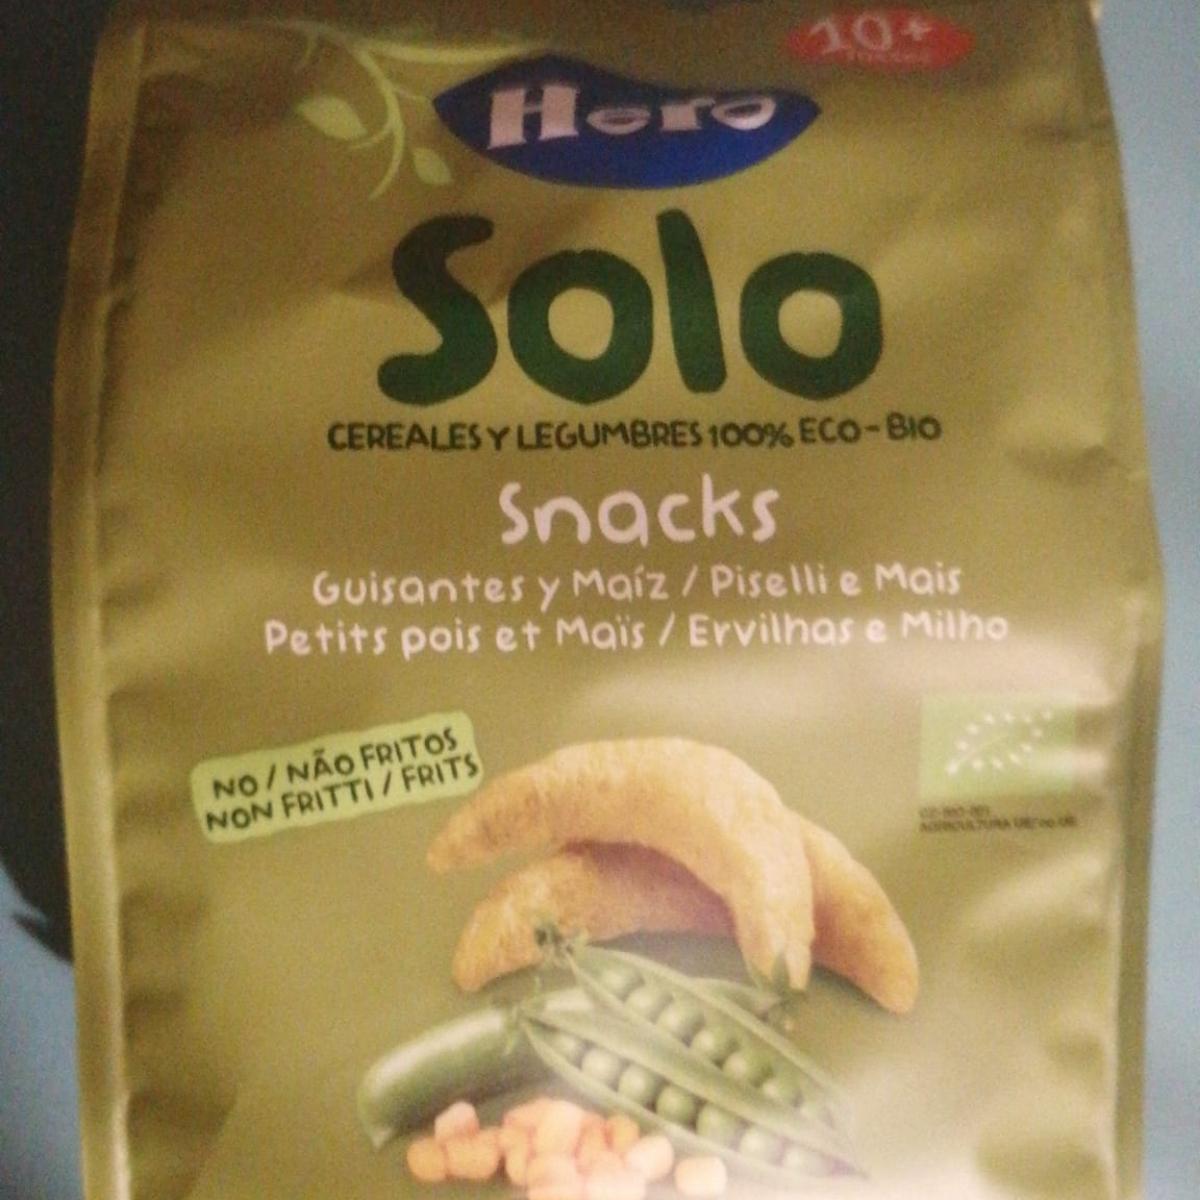 10+
Hero
Solo
CEREALES Y LEGUMBRES 100% ECO-BIO
Snacks
Guisantes y Maíz / Piselli e Mais
Petits pois et Maïs / Ervilhas e Milho
NO / NÃO FRITOS
NON FRITTI / FRITS
AGRICULTURA